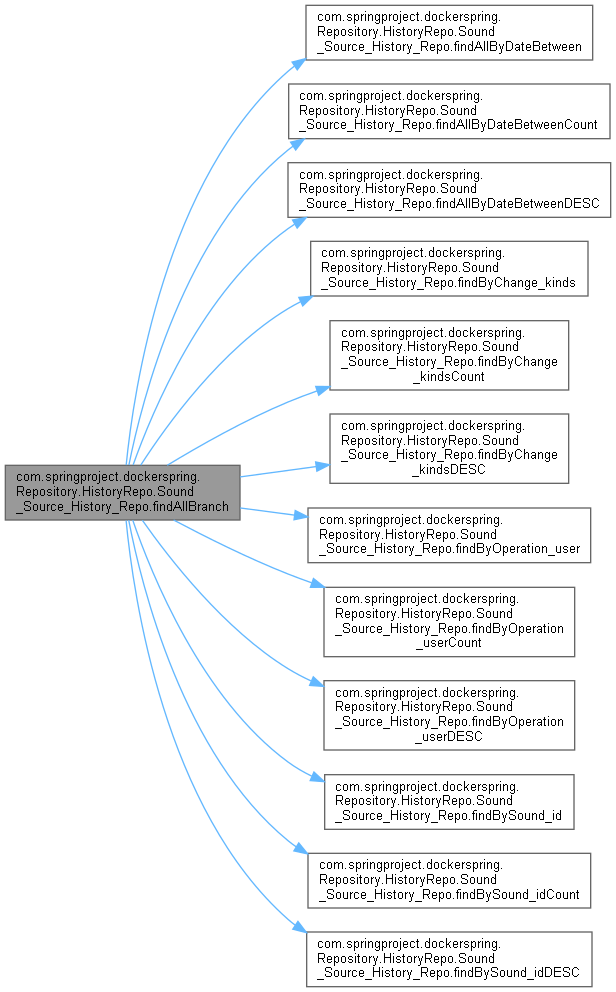 com.springproject.dockerspring.
Repository.HistoryRepo.Sound
_Source_History_Repo.findAllByDateBetween
com.springproject.dockerspring.
Repository.HistoryRepo.Sound
_Source_History_Repo.findAllByDateBetweenCount
com.springproject.dockerspring.
Repository.HistoryRepo.Sound
_Source_History_Repo.findAllByDateBetweenDESC
com.springproject.dockerspring.
Repository.HistoryRepo.Sound
_Source_History_Repo.findByChange_kinds
com.springproject.dockerspring.
Repository.HistoryRepo.Sound
_Source_History_Repo.findByChange
_kindsCount
com.springproject.dockerspring.
Repository.HistoryRepo.Sound
_Source_History_Repo.findByChange
_kindsDESC
com.springproject.dockerspring.
Repository.HistoryRepo.Sound
_Source_History_Repo.findAllBranch
com.springproject.dockerspring.
Repository.HistoryRepo.Sound
_Source_History_Repo.findByOperation_user
com.springproject.dockerspring.
Repository.HistoryRepo.Sound
_Source_History_Repo.findByOperation
_userCount
com.springproject.dockerspring.
Repository.HistoryRepo.Sound
_Source_History_Repo.findByOperation
_userDESC
com.springproject.dockerspring.
Repository.HistoryRepo.Sound
_Source_History_Repo.findBySound_id
com.springproject.dockerspring.
Repository.HistoryRepo.Sound
_Source_History_Repo.findBySound_idCount
com.springproject.dockerspring.
Repository.HistoryRepo.Sound
_Source_History_Repo.findBySound_idDESC